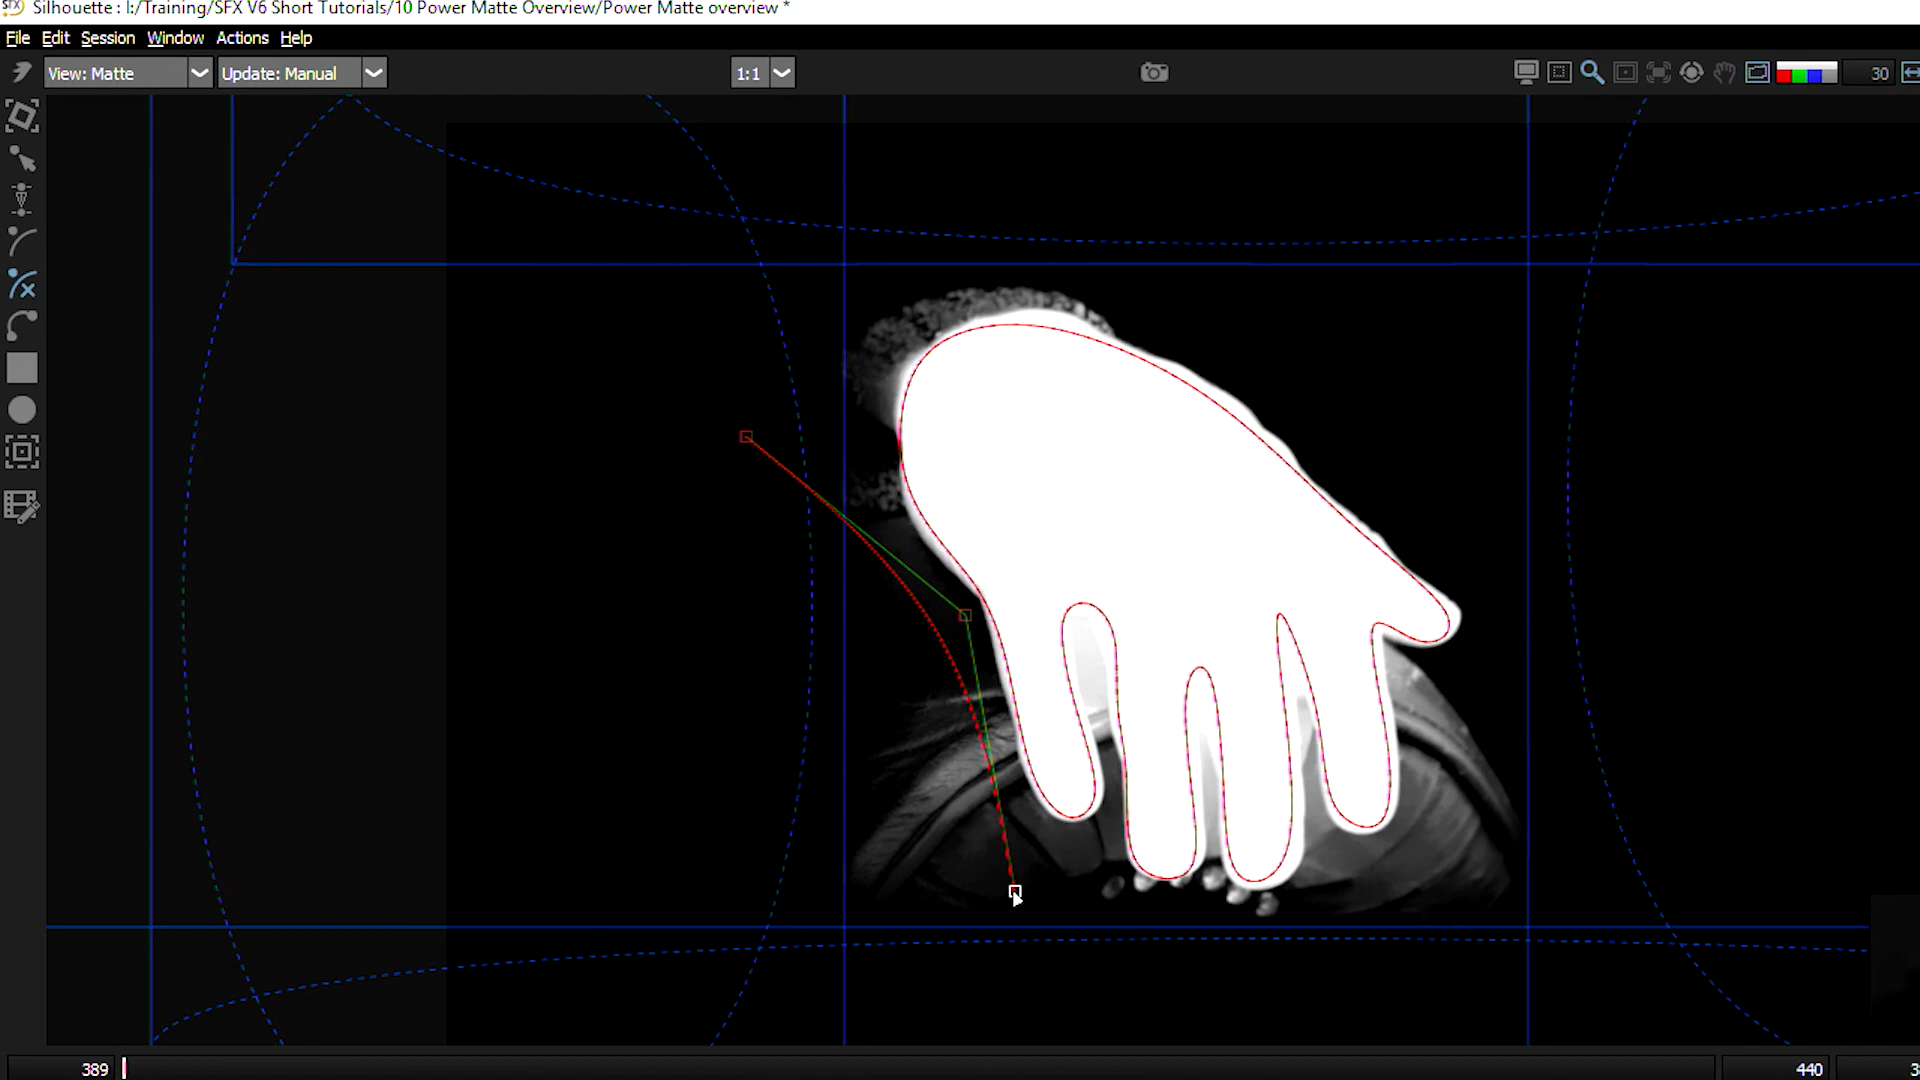 SFX Silhouette : I:/Training/SFX V6 Short Tutorials/10 Power Matte Overview/Power Matte overview *
File Edit Session Window Actions Help
View: Matte Update: Manual 1:1 30
389 440